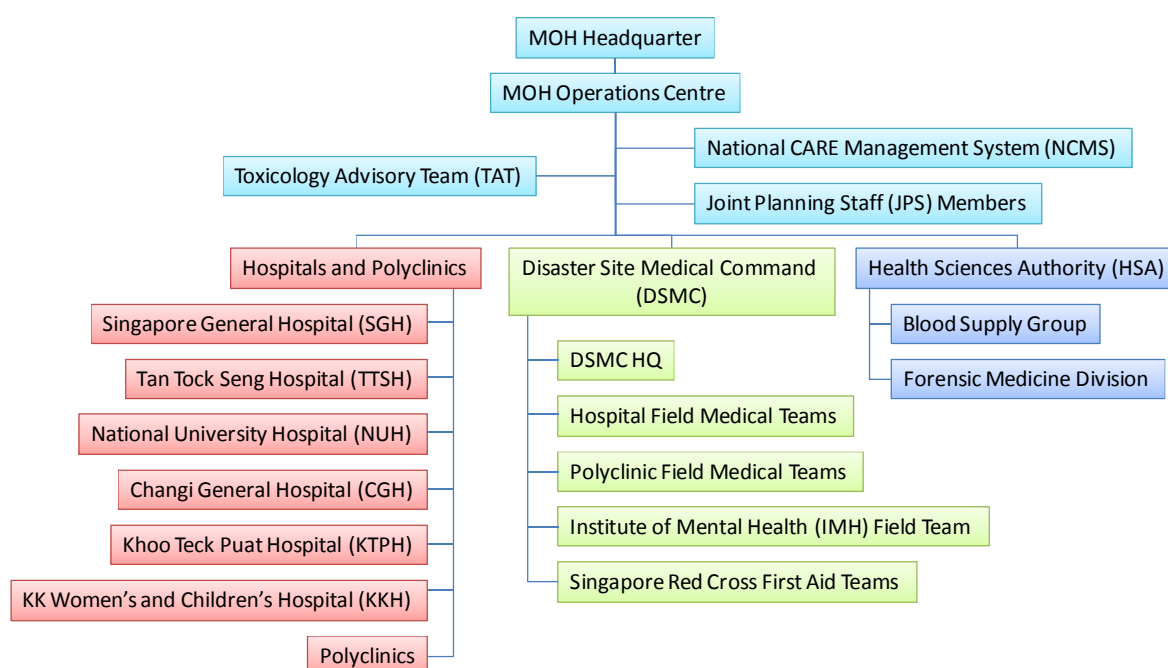 MOH Headquarter
MOH Operations Centre
National CARE Management System (NCMS)
Toxicology Advisory Team (TAT)
Joint Planning Staff (JPS) Members
Hospitals and Polyclinics
Singapore General Hospital (SGH)
Tan Tock Seng Hospital (TTSH)
National University Hospital (NUH)
Changi General Hospital (CGH)
Khoo Teck Puat Hospital (KTPH)
KK Women’s and Children’s Hospital (KKH)
Polyclinics
Disaster Site Medical Command
(DSMC)
DSMC HQ
Hospital Field Medical Teams
Polyclinic Field Medical Teams
Institute of Mental Health (IMH) Field Team
Singapore Red Cross First Aid Teams
Health Sciences Authority (HSA)
Blood Supply Group
Forensic Medicine Division